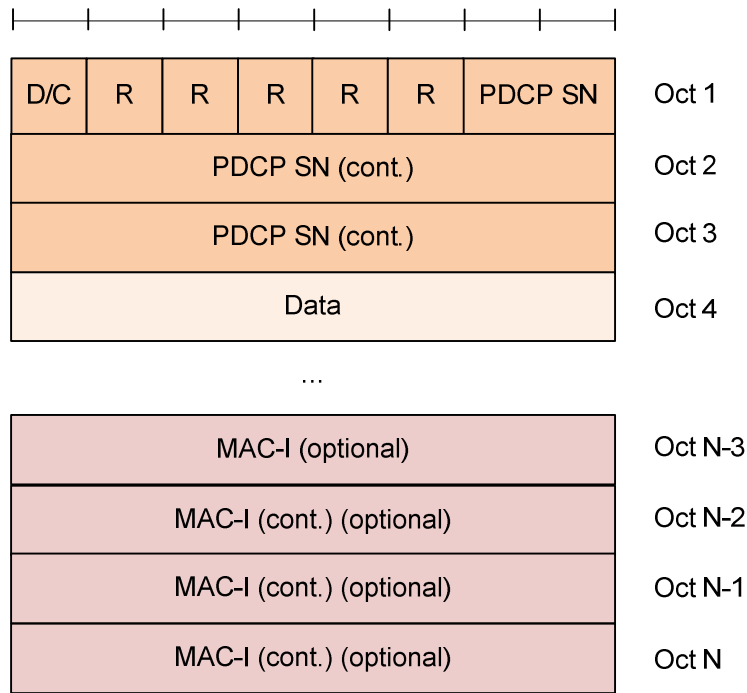 D/C R R R R R PDCP SN Oct 1
PDCP SN (cont.) Oct 2
PDCP SN (cont.) Oct 3
Data Oct 4
...
MAC-I (optional) Oct N-3
MAC-I (cont.) (optional) Oct N-2
MAC-I (cont.) (optional) Oct N-1
MAC-I (cont.) (optional) Oct N